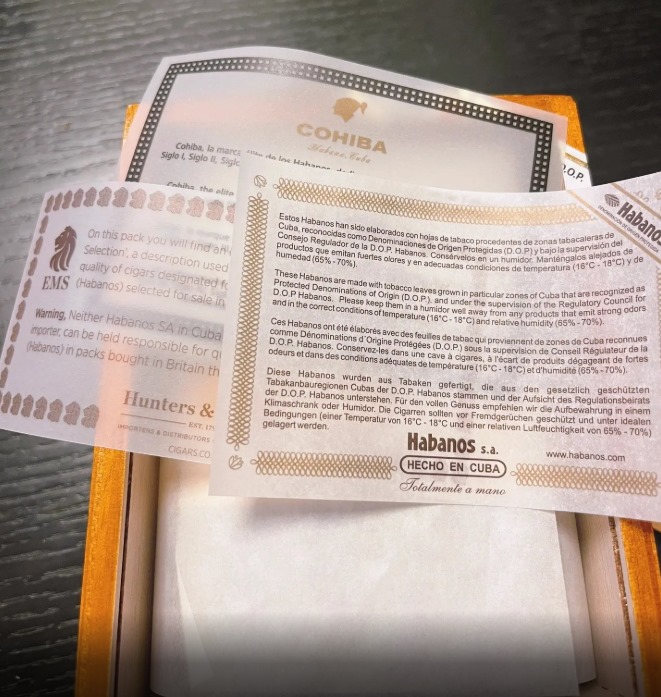 COHIBA
Habana, Cuba
Cohiba, la marca
Siglo I, Siglo II,
Cohiba, the elite
D.O.P.
Habano
On this pack you will find an
Selection', a description used
quality of cigars designated
(Habanos) selected for sale in
EMS
Warning, Neither Habanos SA in Cuba
importer, can be held responsible for
(Habanos) in packs bought in Britain
Hunters &
EST.
IMPORTERS & DISTRIBUTORS
CIGARS.CO
Estos Habanos han sido elaborados con hojas de tabaco procedentes de zonas tabacaleras de
Cuba, reconocidas como Denominaciones de Origen Protegidas (D.O.P) y bajo la supervisión del
Consejo Regulador de la D.O.P. Habanos. Consérvelos en un humidor. Manténgalos alejados de
productos que emitan fuertes olores y en adecuadas condiciones de temperatura (16°C - 18°C) y de
humedad (65% - 70%).
These Habanos are made with tobacco leaves grown in particular zones of Cuba that are recognized as
Protected Denominations of Origin (D.O.P.), and under the supervision of the Regulatory Council for
D.O.P Habanos. Please keep them in a humidor well away from any products that emit strong odors
and in the correct conditions of temperature (16°C - 18°C) and relative humidity (65% - 70%).
Ces Habanos ont été élaborés avec des feuilles de tabac qui proviennent de zones de Cuba reconnues
comme Dénominations d'Origine Protégées (D.O.P.) sous la supervision de Conseil Régulateur de la
D.O.P. Habanos. Conservez-les dans une cave à cigares, à l'écart de produits dégageant de fortes
odeurs et dans des conditions adéquates de température (16°C - 18°C) et d'humidité (65% - 70%).
Diese Habanos wurden aus Tabaken gefertigt, die aus den gesetzlich geschützten
Tabakanbauregionen Cubas der D.O.P. Habanos stammen und der Aufsicht des Regulationsbeirats
der D.O.P. Habanos unterstehen. Für den vollen Genuss empfehlen wir die Aufbewahrung in einem
Klimaschrank oder Humidor. Die Cigarren sollten vor Fremdgerüchen geschützt und unter idealen
Bedingungen (einer Temperatur von 16°C - 18°C und einer relativen Luftfeuchtigkeit von 65% - 70%)
gelagert werden.
Habanos s.a.
HECHO EN CUBA
Totalmente a mano
www.habanos.com